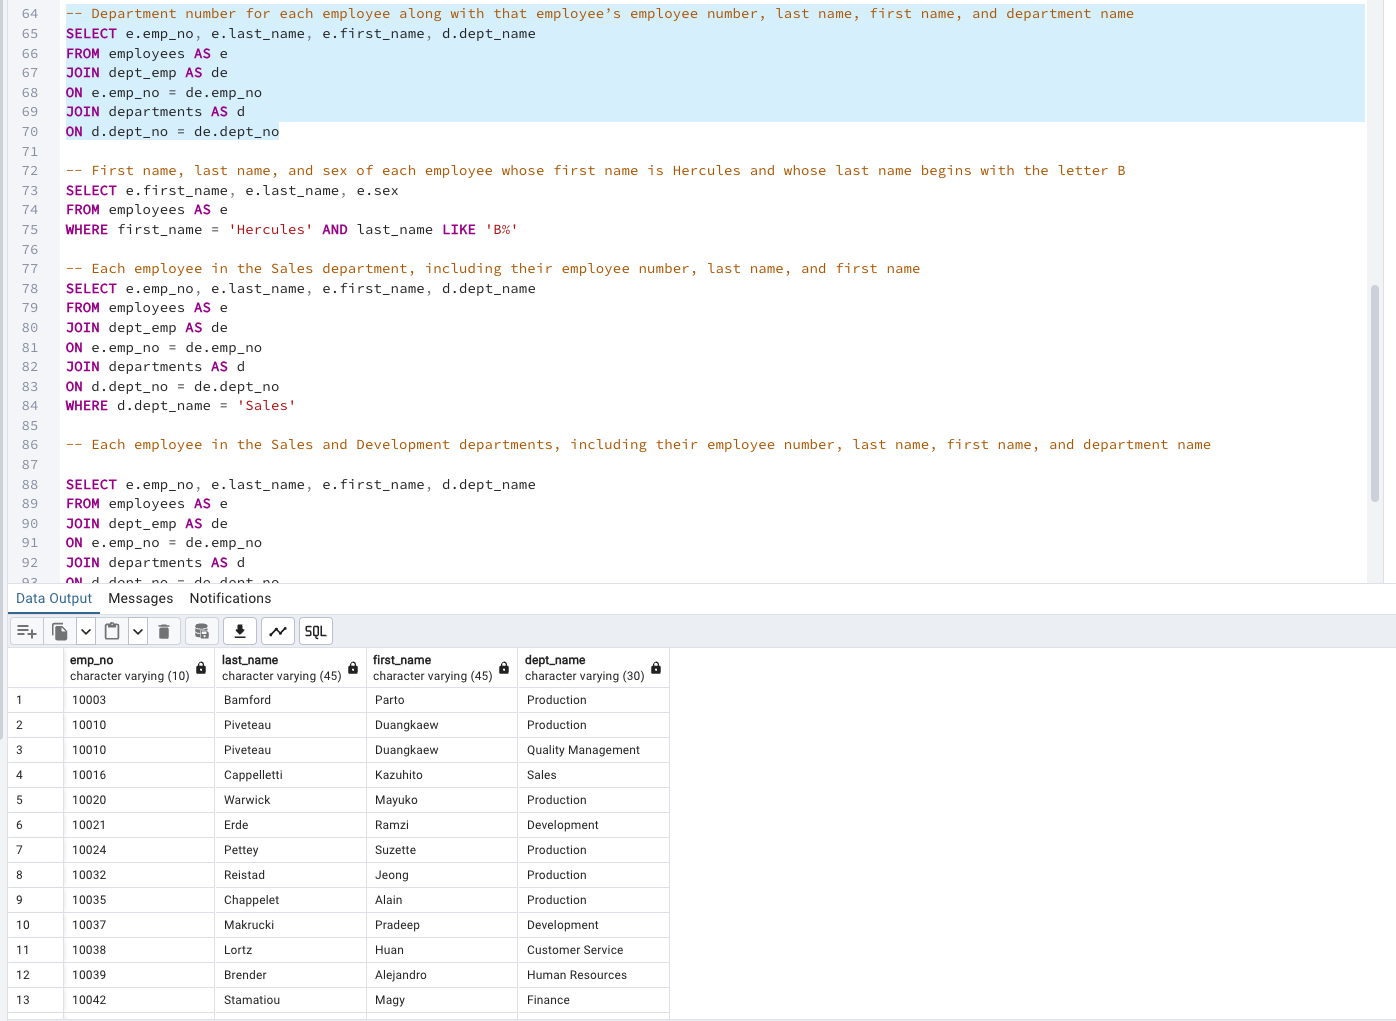 64 -- Department number for each employee along with that employee’s employee number, last name, first name, and department name
65 SELECT e.emp_no, e.last_name, e.first_name, d.dept_name
66 FROM employees AS e
67 JOIN dept_emp AS de
68 ON e.emp_no = de.emp_no
69 JOIN departments AS d
70 ON d.dept_no = de.dept_no
71
72 -- First name, last name, and sex of each employee whose first name is Hercules and whose last name begins with the letter B
73 SELECT e.first_name, e.last_name, e.sex
74 FROM employees AS e
75 WHERE first_name = 'Hercules' AND last_name LIKE 'B%'
76
77 -- Each employee in the Sales department, including their employee number, last name, and first name
78 SELECT e.emp_no, e.last_name, e.first_name, d.dept_name
79 FROM employees AS e
80 JOIN dept_emp AS de
81 ON e.emp_no = de.emp_no
82 JOIN departments AS d
83 ON d.dept_no = de.dept_no
84 WHERE d.dept_name = 'Sales'
85
86 -- Each employee in the Sales and Development departments, including their employee number, last name, first name, and department name
87
88 SELECT e.emp_no, e.last_name, e.first_name, d.dept_name
89 FROM employees AS e
90 JOIN dept_emp AS de
91 ON e.emp_no = de.emp_no
92 JOIN departments AS d
93 ON d.dept_no = de.dept_no
Data Output Messages Notifications
SQL
emp_no last_name first_name dept_name
character varying (10) character varying (45) character varying (45) character varying (30)
1 10003 Bamford Parto Production
2 10010 Piveteau Duangkaew Production
3 10010 Piveteau Duangkaew Quality Management
4 10016 Cappelletti Kazuhito Sales
5 10020 Warwick Mayuko Production
6 10021 Erde Ramzi Development
7 10024 Pettey Suzette Production
8 10032 Reistad Jeong Production
9 10035 Chappelet Alain Production
10 10037 Makrucki Pradeep Development
11 10038 Lortz Huan Customer Service
12 10039 Brender Alejandro Human Resources
13 10042 Stamatiou Magy Finance